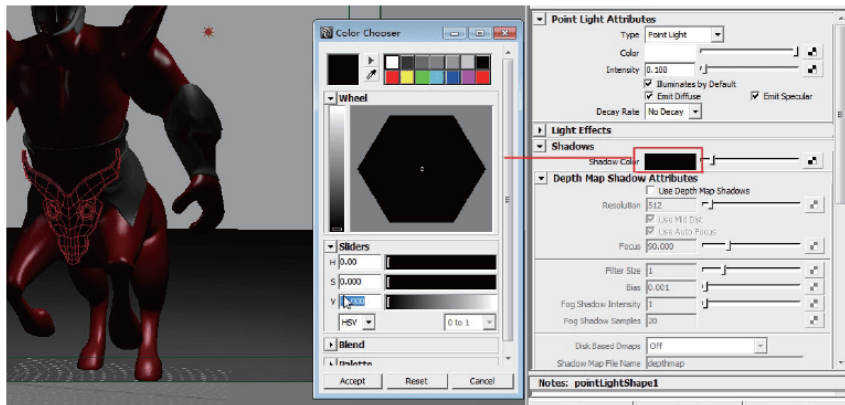 Color Chooser
Wheel
Sliders
H 0.00
S 0.000
V
HSV
0 to 1
Blend
Palette
Accept Reset Cancel
Point Light Attributes
Type Point Light
Color
Intensity 0.100
Illuminates by Default
Emit Diffuse Emit Specular
Decay Rate No Decay
Light Effects
Shadows
Shadow Color
Depth Map Shadow Attributes
Use Depth Map Shadows
Resolution 512
Use Mid Dist
Use Auto Focus
Focus 90.000
Filter Size 1
Bias 0.001
Fog Shadow Intensity 1
Fog Shadow Samples 20
Disk Based Dmaps Off
Shadow Map File Name depthmap
Notes: pointLightShape1